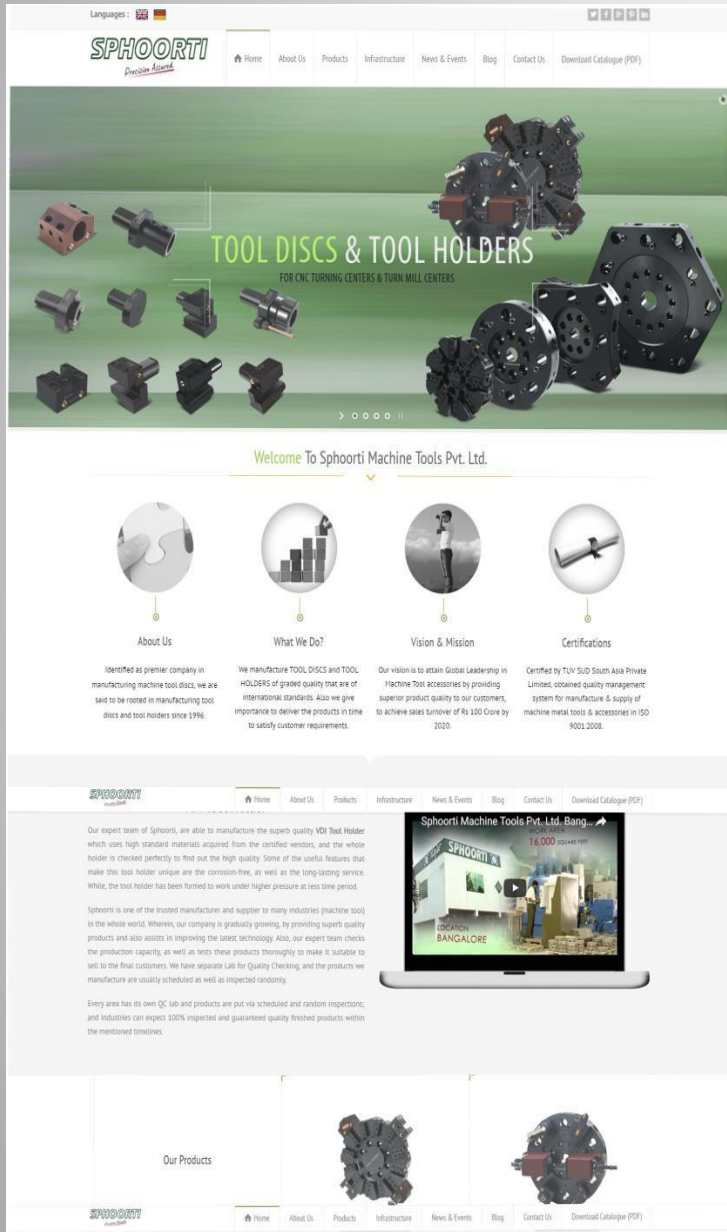 Languages :
SPHOORTI
Precision Assured
Home About Us Products Infrastructure News & Events Blog Contact Us Download Catalogue (PDF)
TOOL DISCS & TOOL HOLDERS
FOR CNC TURNING CENTERS & TURN MILL CENTERS
Welcome To Sphoorti Machine Tools Pvt. Ltd.
About Us
Identified as premier company in
manufacturing machine tool discs, we are
said to be rooted in manufacturing tool
discs and tool holders since 1996.
What We Do?
We manufacture TOOL DISCS and TOOL
HOLDERS of graded quality that are of
international standards. Also we give
importance to deliver the products in time
to satisfy customer requirements.
Vision & Mission
Our vision is to attain Global Leadership in
Machine Tool accessories by providing
superior product quality to our customers,
to achieve sales turnover of Rs 100 Crore by
2020.
Certifications
Certified by TUV SUD South Asia Private
Limited, obtained quality management
system for manufacture & supply of
machine metal tools & accessories in ISO
9001:2008.
SPHOORTI
Home About Us Products Infrastructure News & Events Blog Contact Us Download Catalogue (PDF)
Our expert team of Sphoorti, are able to manufacture the superb quality VDI Tool Holder
which uses high standard materials acquired from the certified vendors, and the whole
holder is checked perfectly to find out the high quality. Some of the useful features that
make this tool holder unique are the corrosion-free, as well as the long-lasting service.
While, the tool holder has been formed to work under higher pressure at less time period.
Sphoorti is one of the trusted manufacturer and supplier to many industries (machine tool)
in the whole world. Wherein, our company is gradually growing, by providing superb quality
products and also assists in improving the latest technology. Also, our expert team checks
the production capacity, as well as tests these products thoroughly to make it suitable to
sell to the final customers. We have separate Lab for Quality Checking, and the products we
manufacture are usually scheduled as well as inspected randomly.
Every area has its own QC lab and products are put via scheduled and random inspections;
and industries can expect 100% inspected and guaranteed quality finished products within
the mentioned timelines.
Sphoorti Machine Tools Pvt. Ltd. Bang...
WORK AREA
16,000 SQUARE FEET
SPHOORTI
LOCATION
BANGALORE
Our Products
SPHOORTI
Home About Us Products Infrastructure News & Events Blog Contact Us Download Catalogue (PDF)